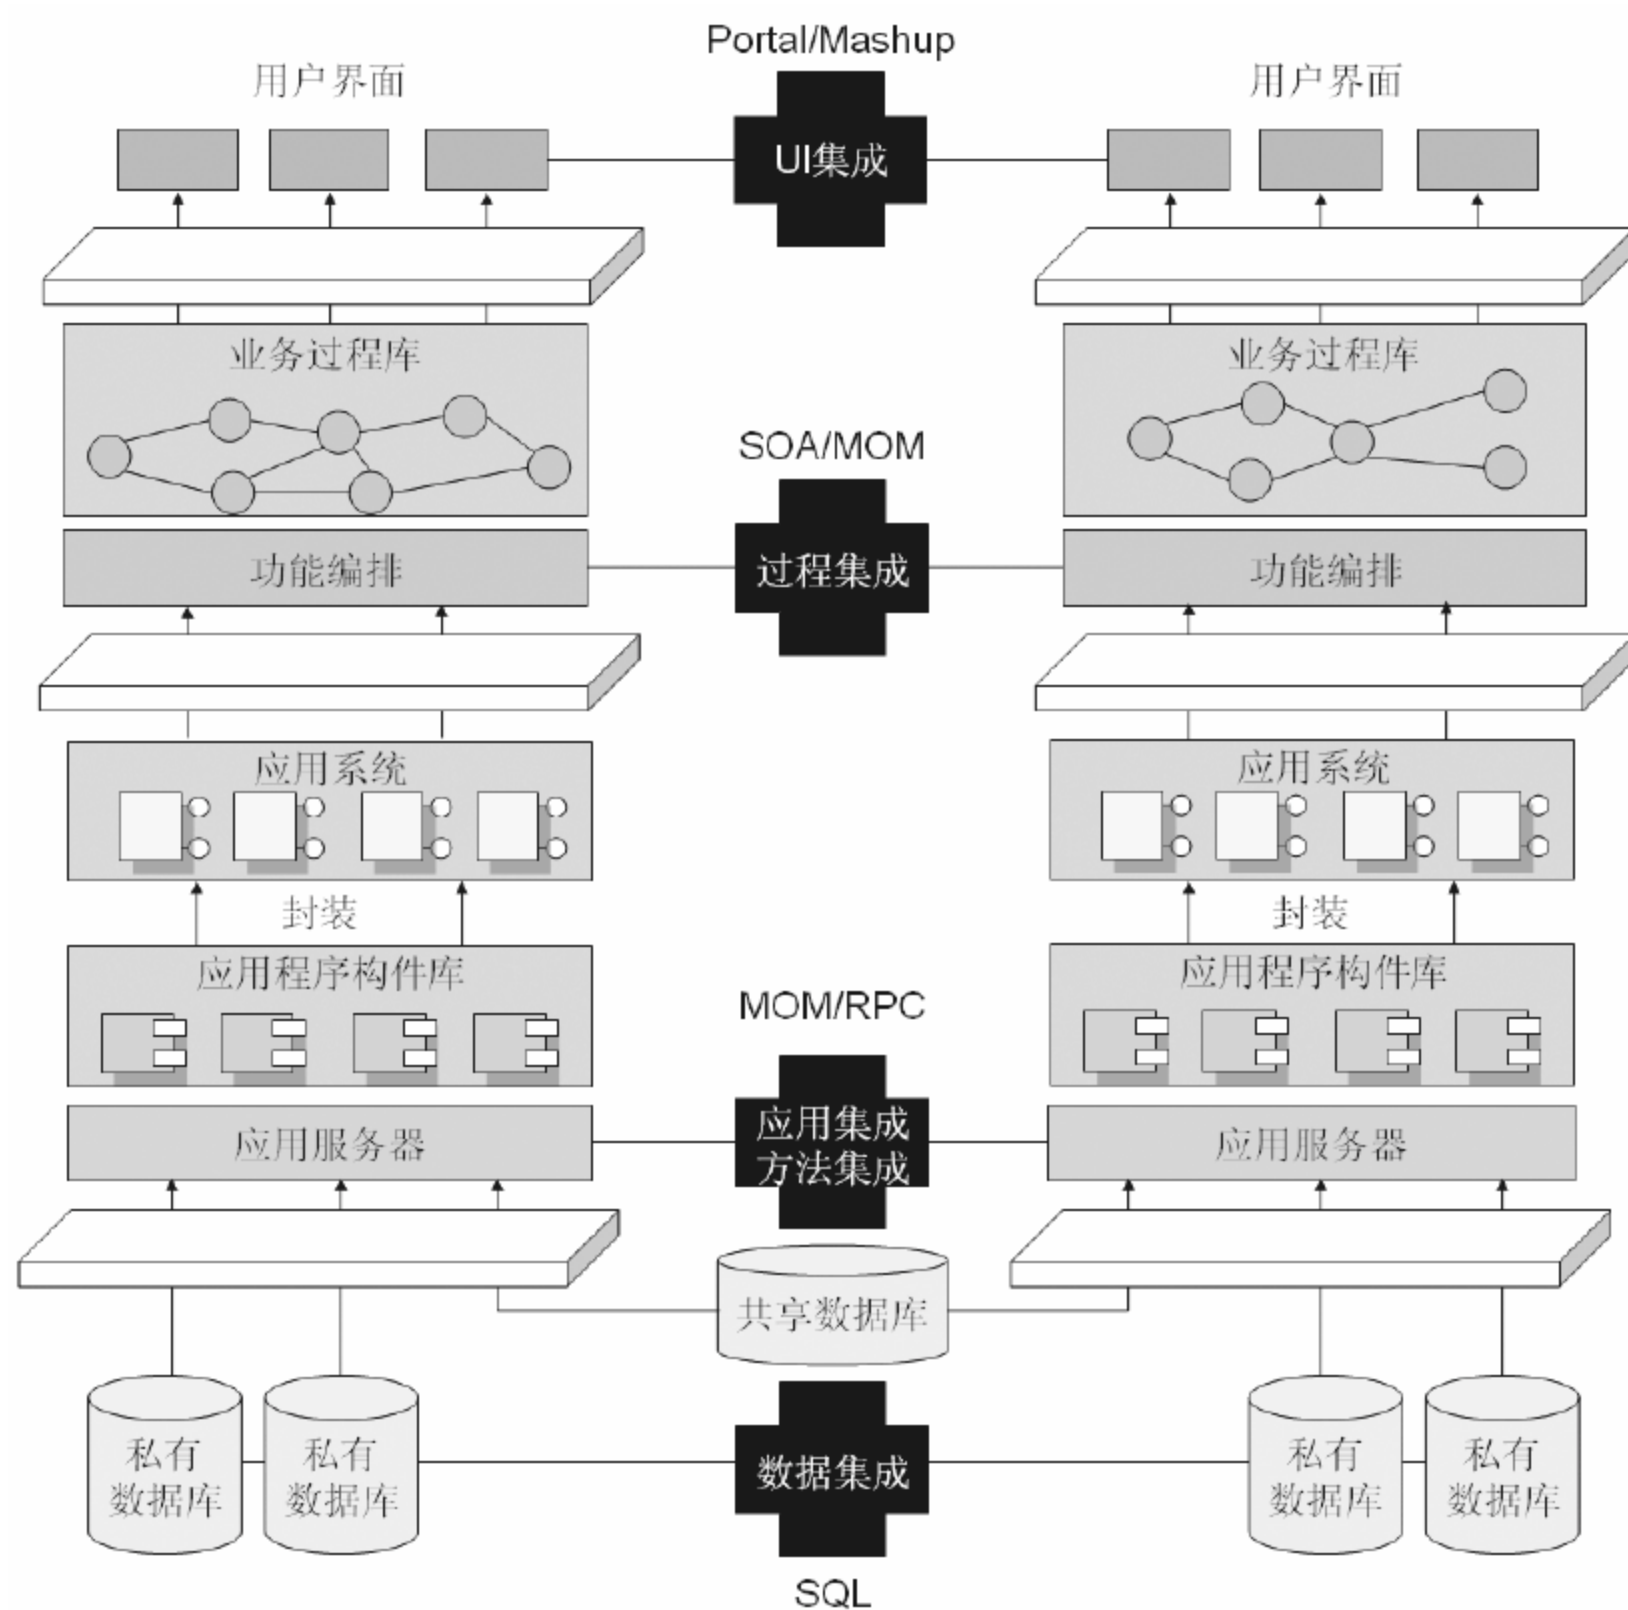 Portal/Mashup
用户界面
用户界面
UI集成
业务过程库
业务过程库
SOA/MOM
功能编排
过程集成
功能编排
应用系统
应用系统
封装
封装
应用程序构件库
应用程序构件库
MOM/RPC
应用服务器
应用集成
方法集成
应用服务器
共享数据库
私有
数据库
私有
数据库
数据集成
私有
数据库
私有
数据库
SQL